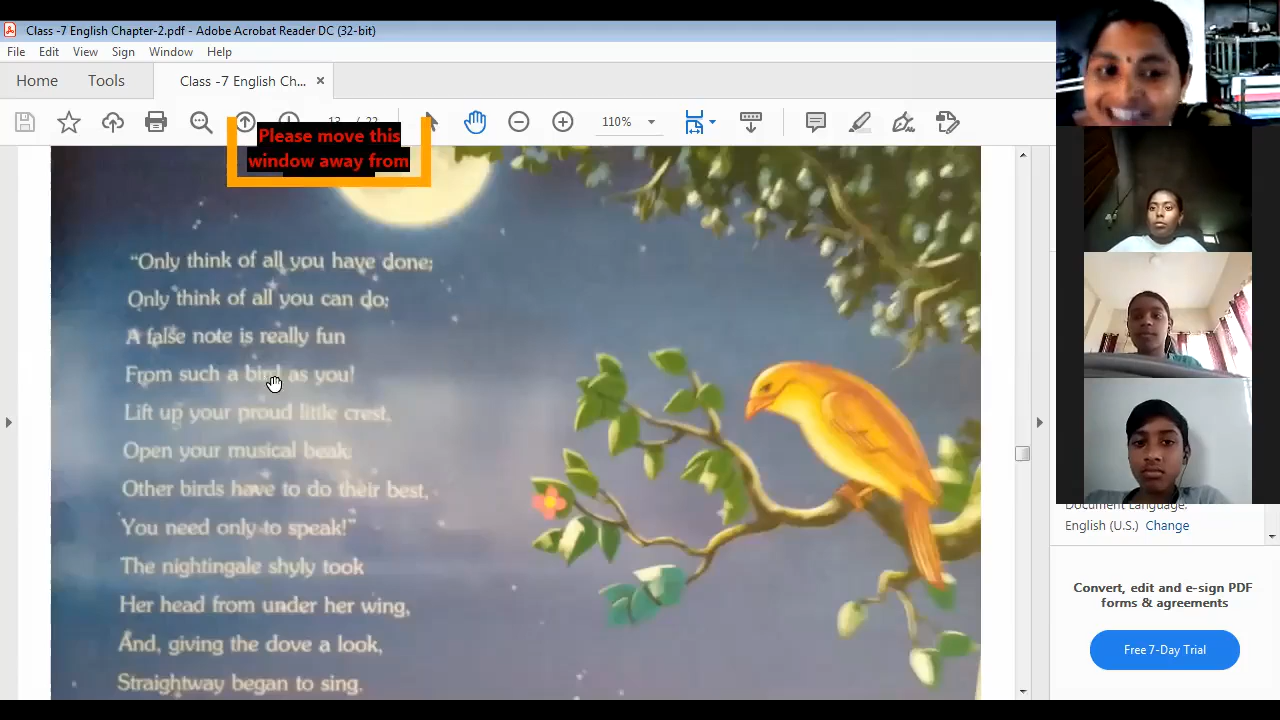 Class -7 English Chapter-2.pdf - Adobe Acrobat Reader DC (32-bit)
File Edit View Sign Window Help
Home Tools Class -7 English Ch... ×
13 / 22 110%
Please move this
window away from
“Only think of all you have done;
Only think of all you can do;
A false note is really fun
From such a bird as you!
Lift up your proud little crest,
Open your musical beak;
Other birds have to do their best,
You need only to speak!”
The nightingale shyly took
Her head from under her wing,
And, giving the dove a look,
Straightway began to sing.
Document Language:
English (U.S.) Change
Convert, edit and e-sign PDF
forms & agreements
Free 7-Day Trial